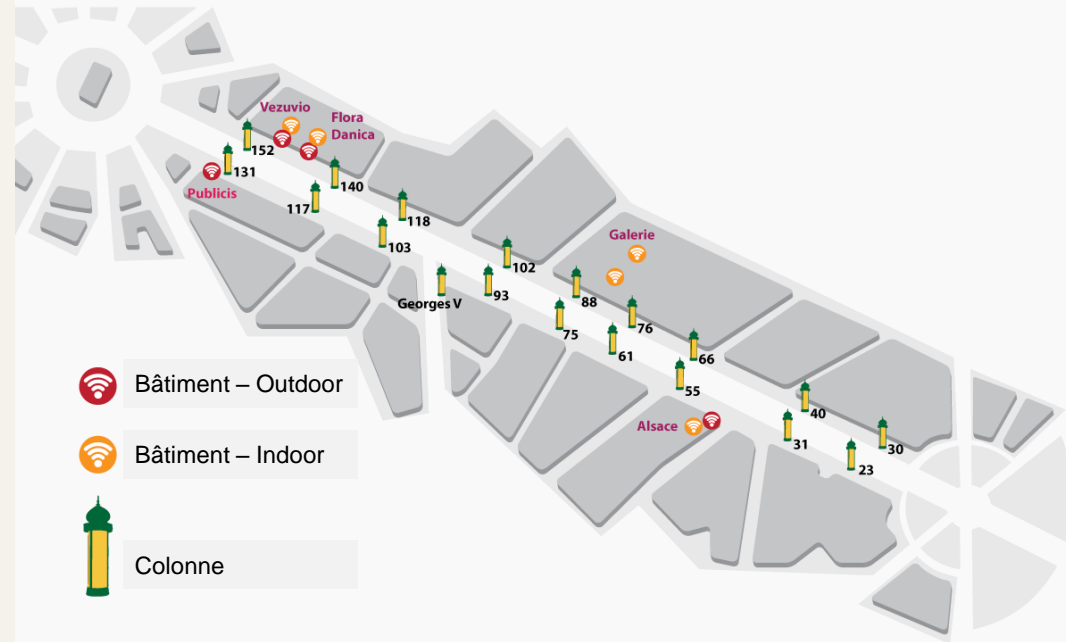 Vezuvio
Flora
Danica
152
131
Publicis
140
117
118
103
102
Galerie
Georges V
93
88
75
76
61
66
55
40
Alsace
31
30
23
Bâtiment – Outdoor
Bâtiment – Indoor
Colonne